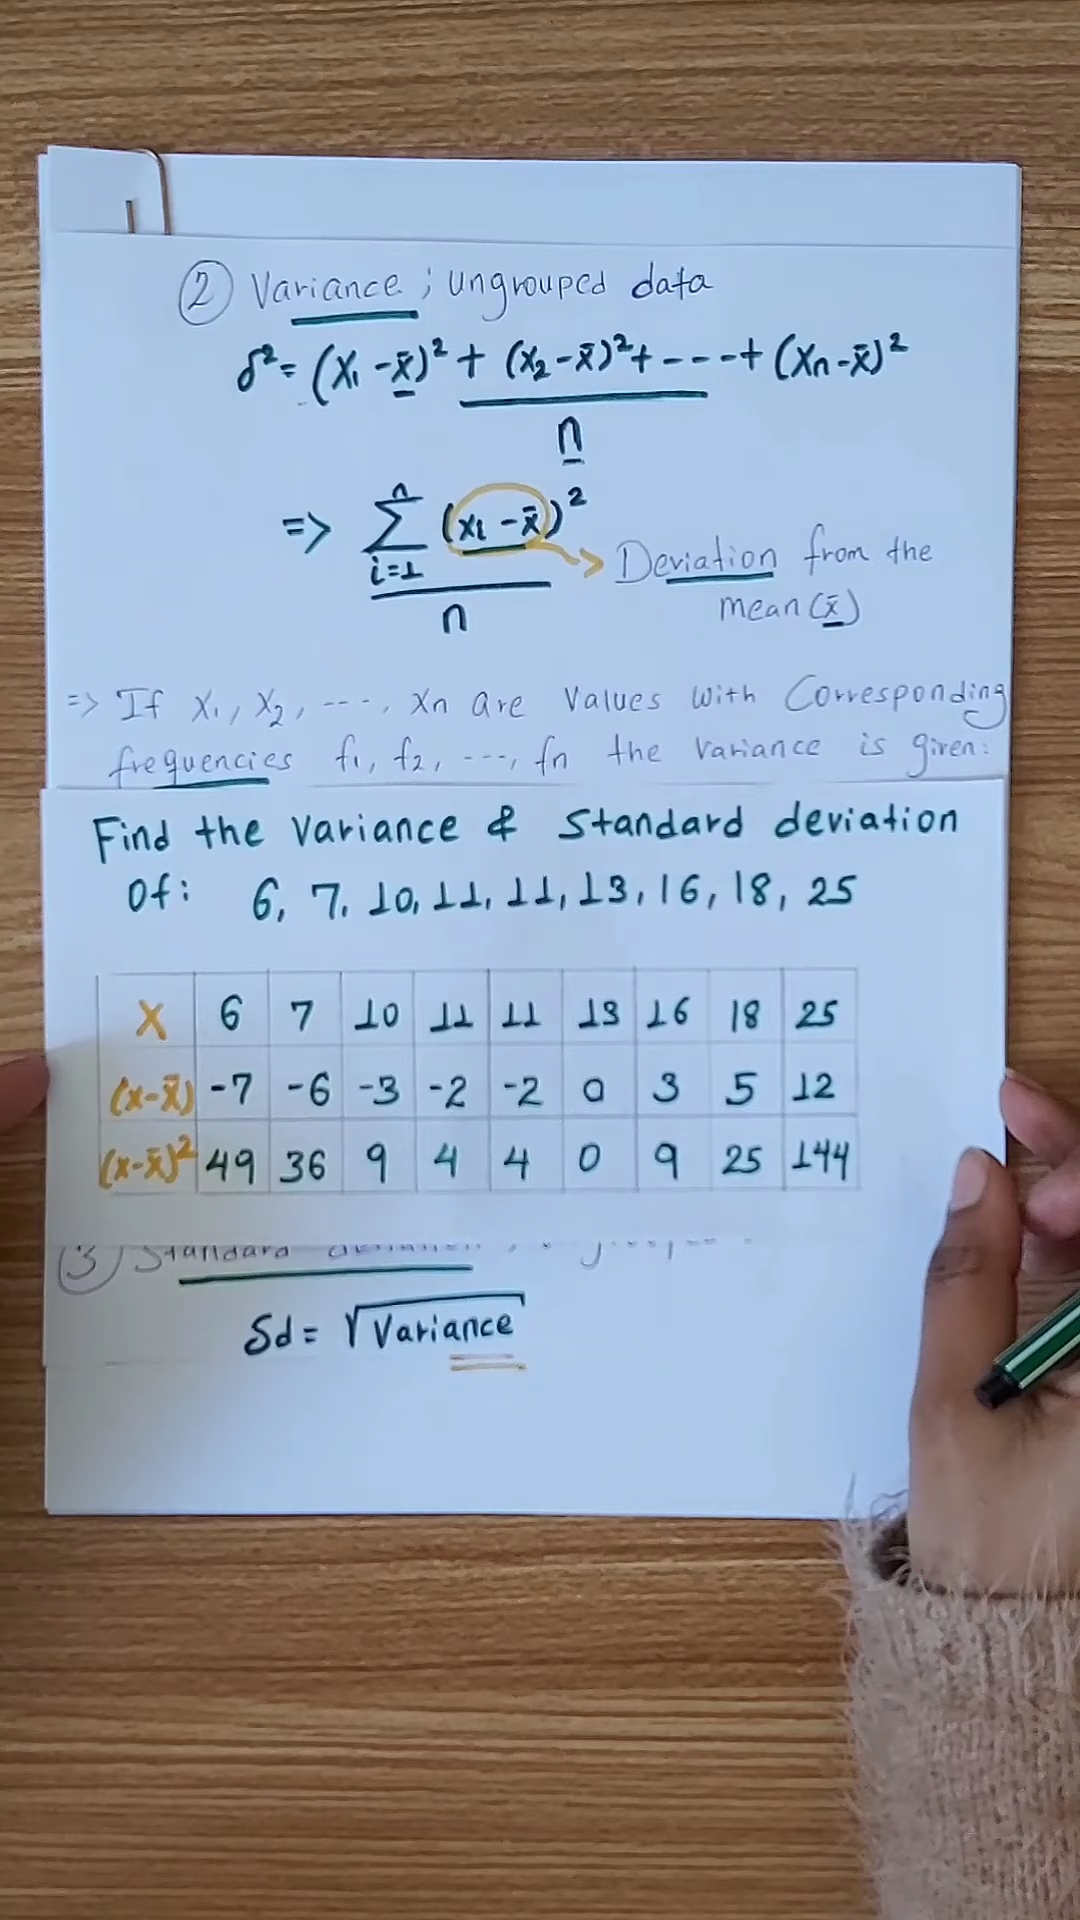 ② Variance ; ungrouped data
δ² = (x₁ - x̄)² + (x₂ - x̄)² + ---- + (xn - x̄)²
n
=> n
∑ (xi - x̄)²
i=1
n
Deviation from the
mean (x̄)
=> If x₁, x₂, ----, xn are values with Corresponding
frequencies f₁, f₂, ---, fn the variance is given:
Find the variance & Standard deviation
Of: 6, 7, 10, 11, 11, 13, 16, 18, 25
X 6 7 10 11 11 13 16 18 25
(x-x̄) -7 -6 -3 -2 -2 0 3 5 12
(x-x̄)² 49 36 9 4 4 0 9 25 144
③ Standard
Sd = √Variance